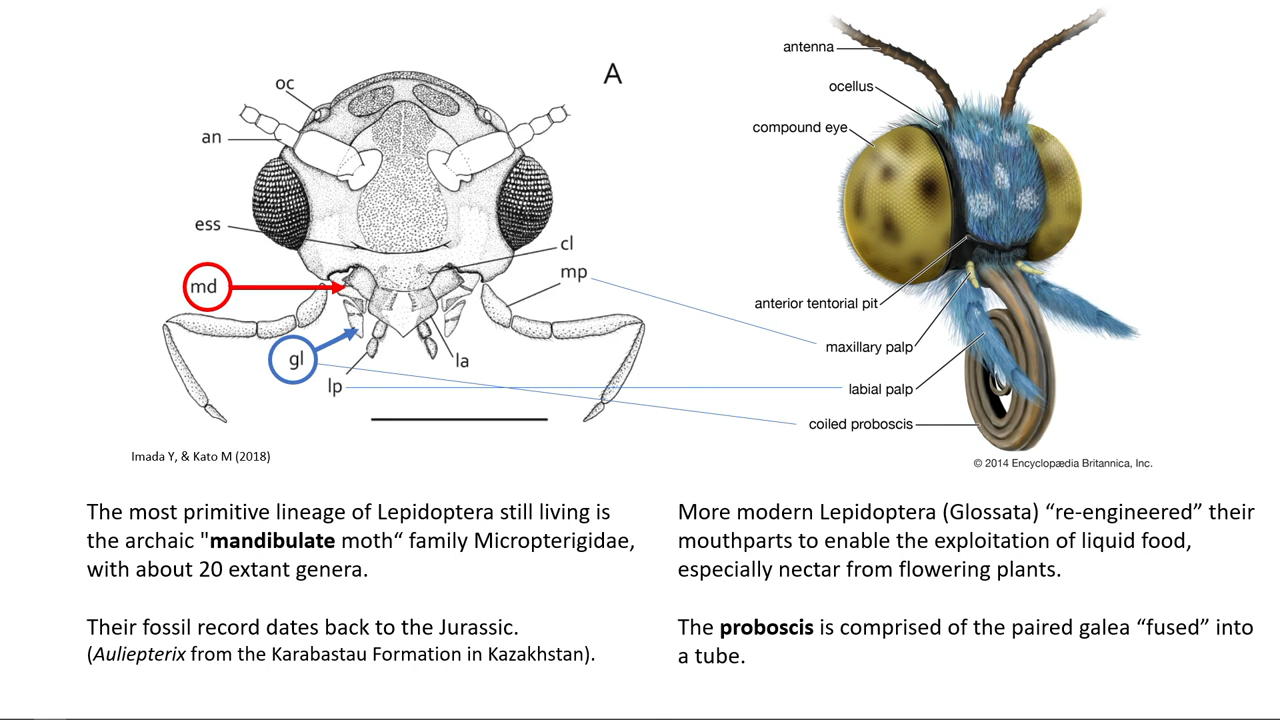 A
oc
an
ess
md
gl
lp
la
cl
mp
antenna
ocellus
compound eye
anterior tentorial pit
maxillary palp
labial palp
coiled proboscis
Imada Y, & Kato M (2018)
© 2014 Encyclopædia Britannica, Inc.
The most primitive lineage of Lepidoptera still living is
the archaic "mandibulate moth“ family Micropterigidae,
with about 20 extant genera.
Their fossil record dates back to the Jurassic.
(Auliepterix from the Karabastau Formation in Kazakhstan).
More modern Lepidoptera (Glossata) “re-engineered” their
mouthparts to enable the exploitation of liquid food,
especially nectar from flowering plants.
The proboscis is comprised of the paired galea “fused” into
a tube.